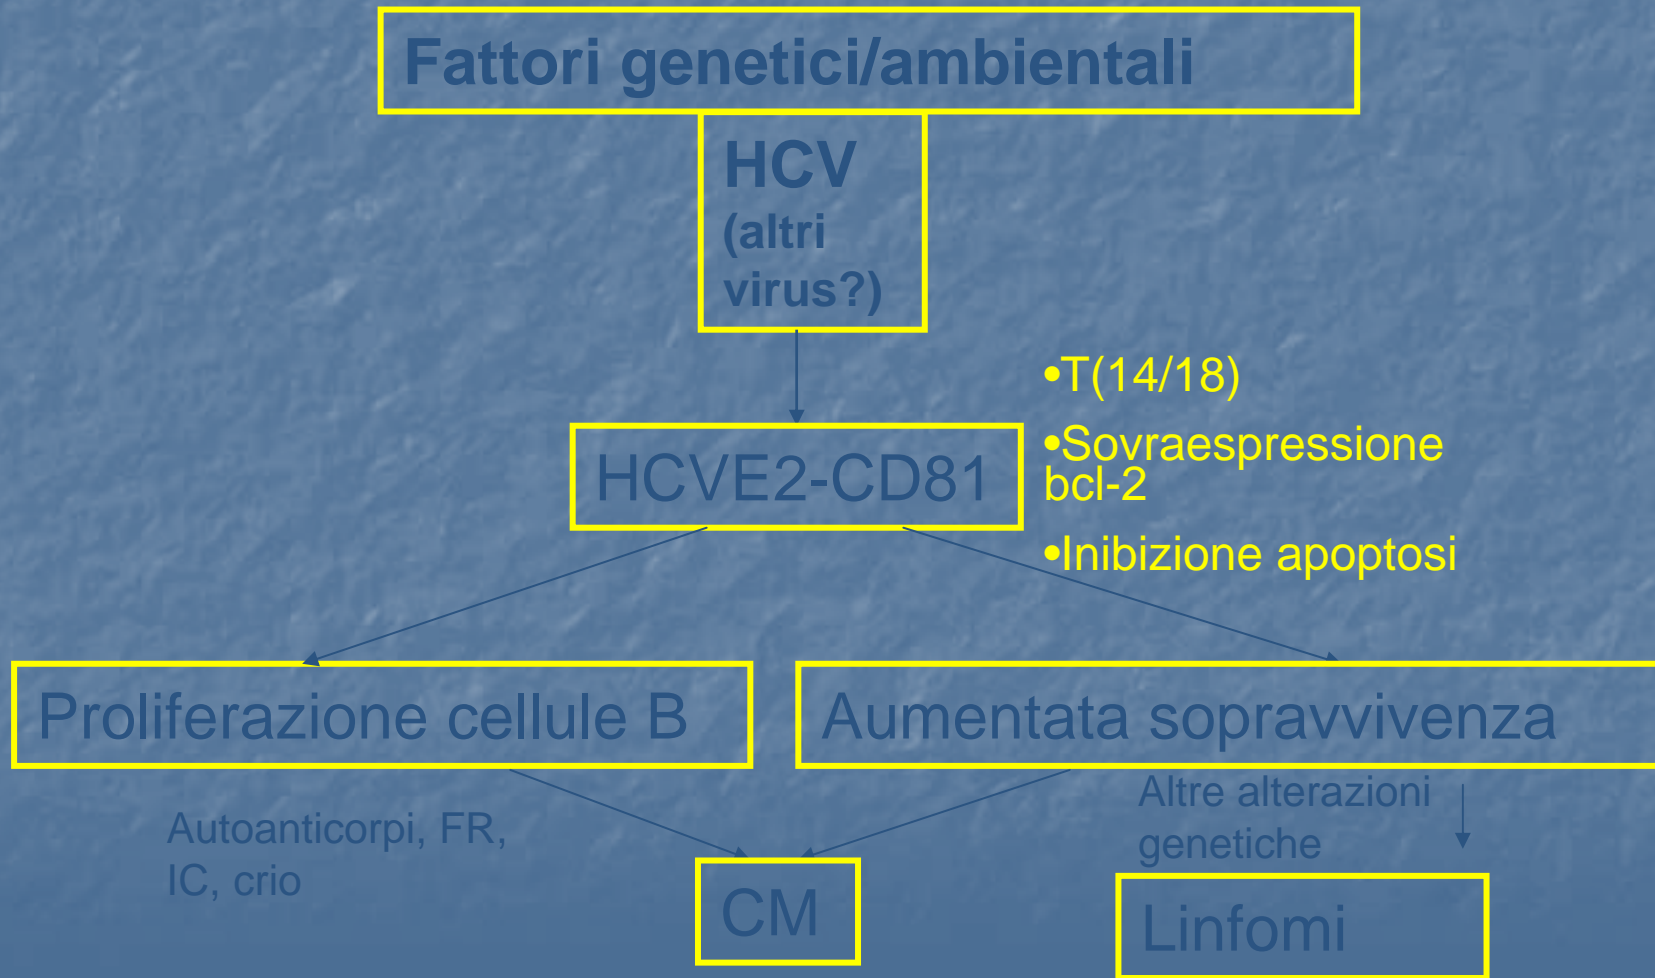 Fattori genetici/ambientali
HCV
(altri
virus?)
•T(14/18)
•Sovraespressione
bcl-2
•Inibizione apoptosi
HCVE2-CD81
Proliferazione cellule B
Aumentata sopravvivenza
Autoanticorpi, FR,
IC, crio
Altre alterazioni
genetiche
CM
Linfomi